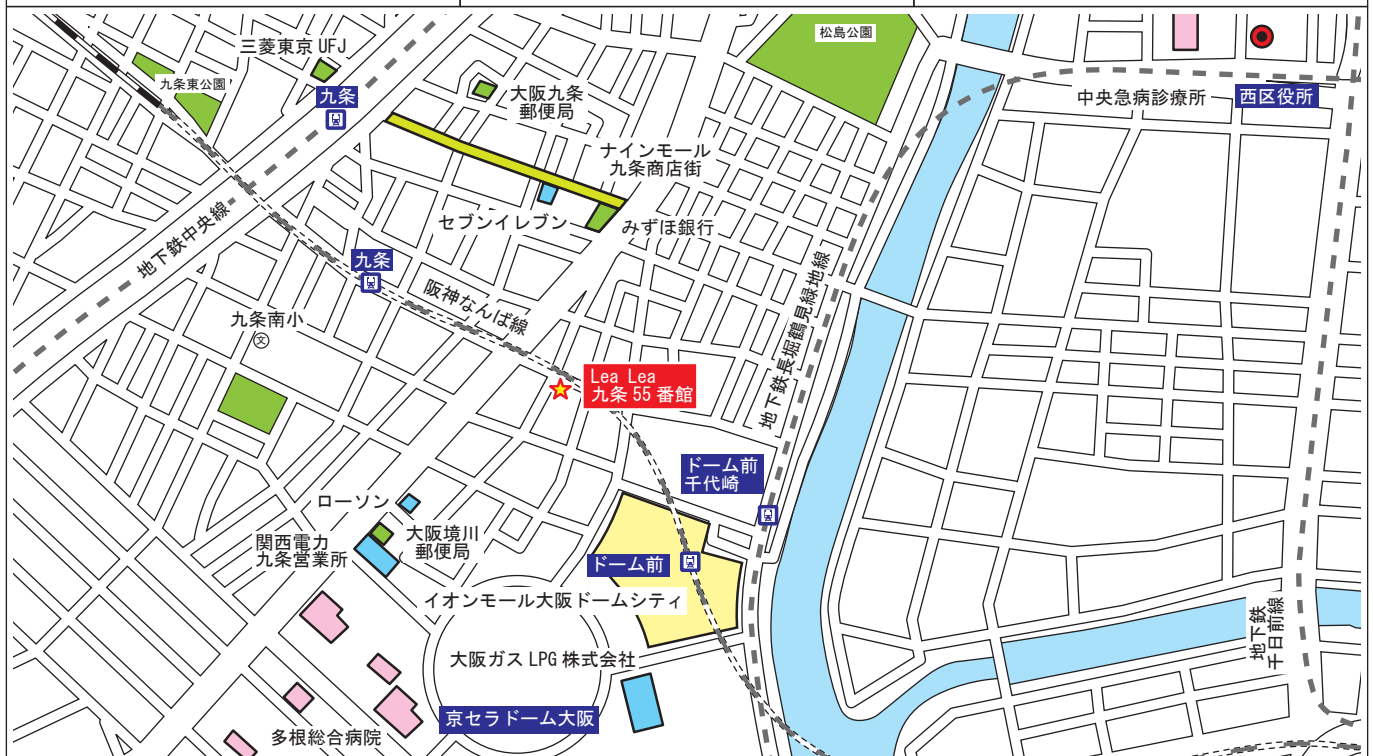 松島公園
三菱東京 UFJ
九条東公園
九条
大阪九条
郵便局
中央急病診療所
西区役所
ナインモール
九条商店街
セブンイレブン
みずほ銀行
地下鉄中央線
九条
阪神なんば線
地下鉄長堀鶴見緑地線
九条南小
文
Lea Lea
九条 55 番館
ドーム前
千代崎
ローソン
大阪境川
郵便局
関西電力
九条営業所
ドーム前
イオンモール大阪ドームシティ
地下鉄
千日前線
大阪ガス LPG 株式会社
京セラドーム大阪
多根総合病院